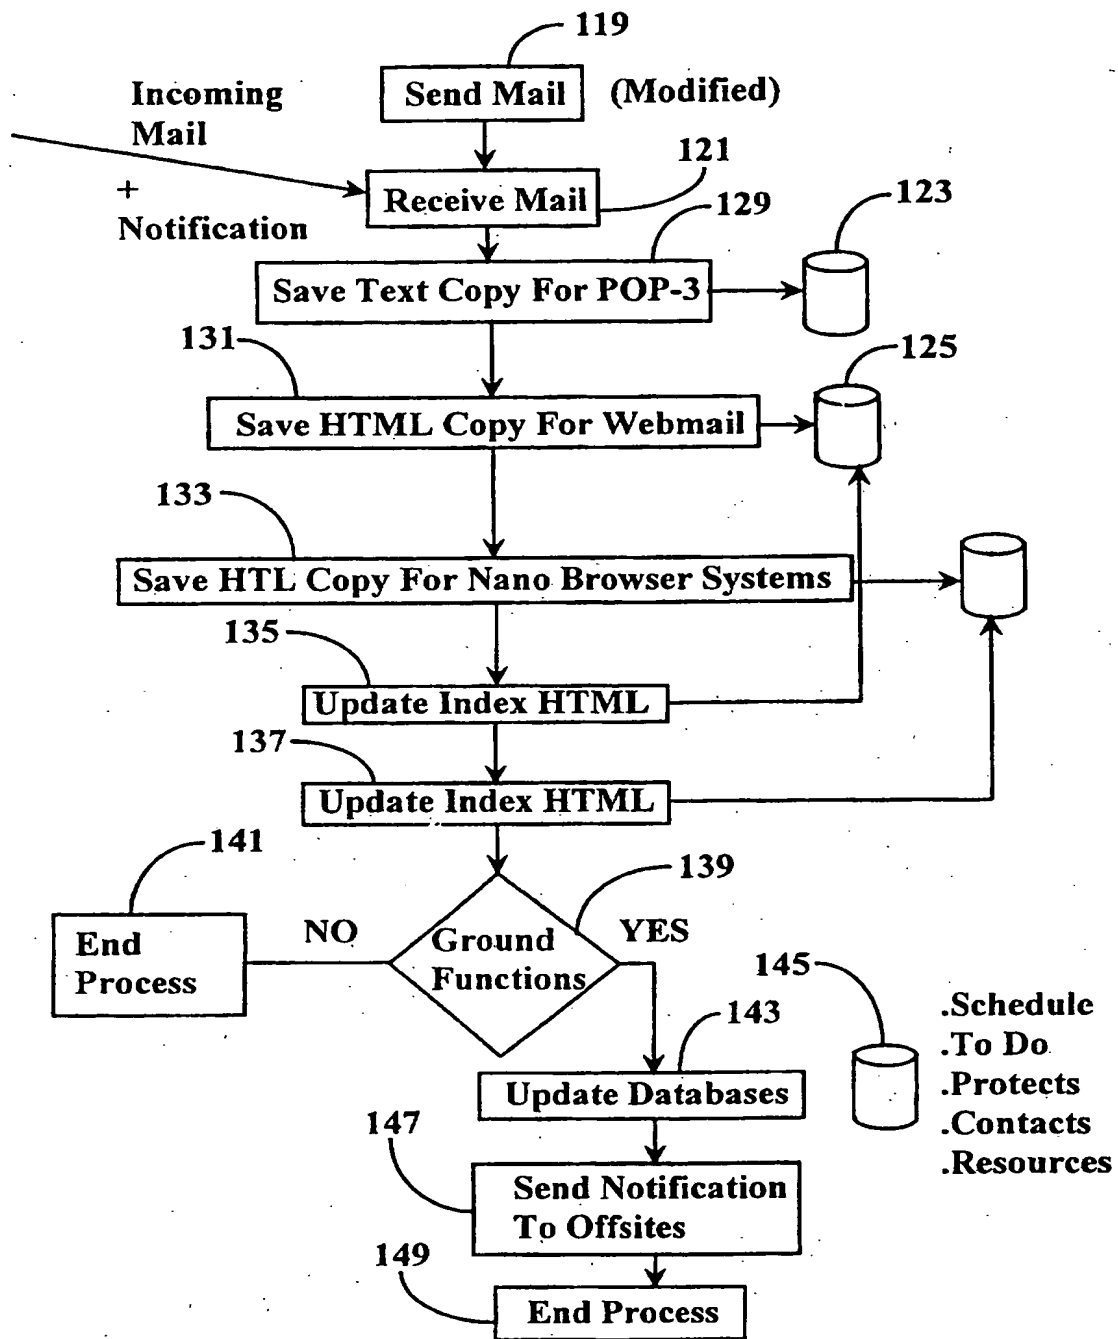 119
Send Mail
(Modified)
Incoming
Mail
+
Notification
121
Receive Mail
129
123
Save Text Copy For POP-3
131
125
Save HTML Copy For Webmail
133
Save HTL Copy For Nano Browser Systems
135
Update Index HTML
137
Update Index HTML
141
139
End
Process
NO
Ground
Functions
YES
145
143
.Schedule
.To Do
.Protects
.Contacts
.Resources
Update Databases
147
Send Notification
To Offsites
149
End Process